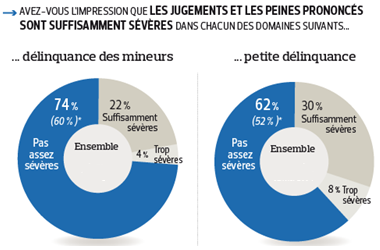 → AVEZ-VOUS L'IMPRESSION QUE LES JUGEMENTS ET LES PEINES PRONONCÉS
SONT SUFFISAMMENT SÉVÈRES DANS CHACUN DES DOMAINES SUIVANTS...
... délinquance des mineurs
74 %
(60 %)*
Pas
assez
sévères
22 %
Suffisamment
sévères
4 % Trop
sévères
Ensemble
... petite délinquance
62 %
(52 %)*
Pas
assez
sévères
30 %
Suffisamment
sévères
8 % Trop
sévères
Ensemble